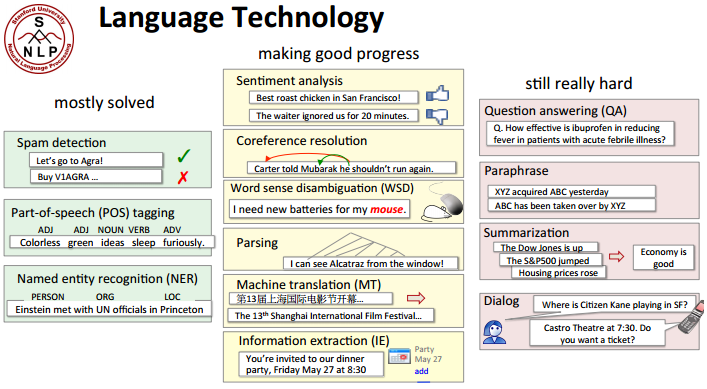 Stanford University
S
NLP
Natural Language Processing
Language Technology
mostly solved
Spam detection
Let's go to Agra!
✓
Buy V1AGRA …
✗
Part-of-speech (POS) tagging
ADJ ADJ NOUN VERB ADV
Colorless green ideas sleep furiously.
Named entity recognition (NER)
PERSON ORG LOC
Einstein met with UN officials in Princeton
making good progress
Sentiment analysis
Best roast chicken in San Francisco!
The waiter ignored us for 20 minutes.
Coreference resolution
Carter told Mubarak he shouldn't run again.
Word sense disambiguation (WSD)
I need new batteries for my mouse.
Parsing
I can see Alcatraz from the window!
Machine translation (MT)
第13届上海国际电影节开幕…
The 13th Shanghai International Film Festival…
Information extraction (IE)
You're invited to our dinner
party, Friday May 27 at 8:30
Party
May 27
add
still really hard
Question answering (QA)
Q. How effective is ibuprofen in reducing
fever in patients with acute febrile illness?
Paraphrase
XYZ acquired ABC yesterday
ABC has been taken over by XYZ
Summarization
The Dow Jones is up
The S&P500 jumped
Housing prices rose
Economy is
good
Dialog
Where is Citizen Kane playing in SF?
Castro Theatre at 7:30. Do
you want a ticket?